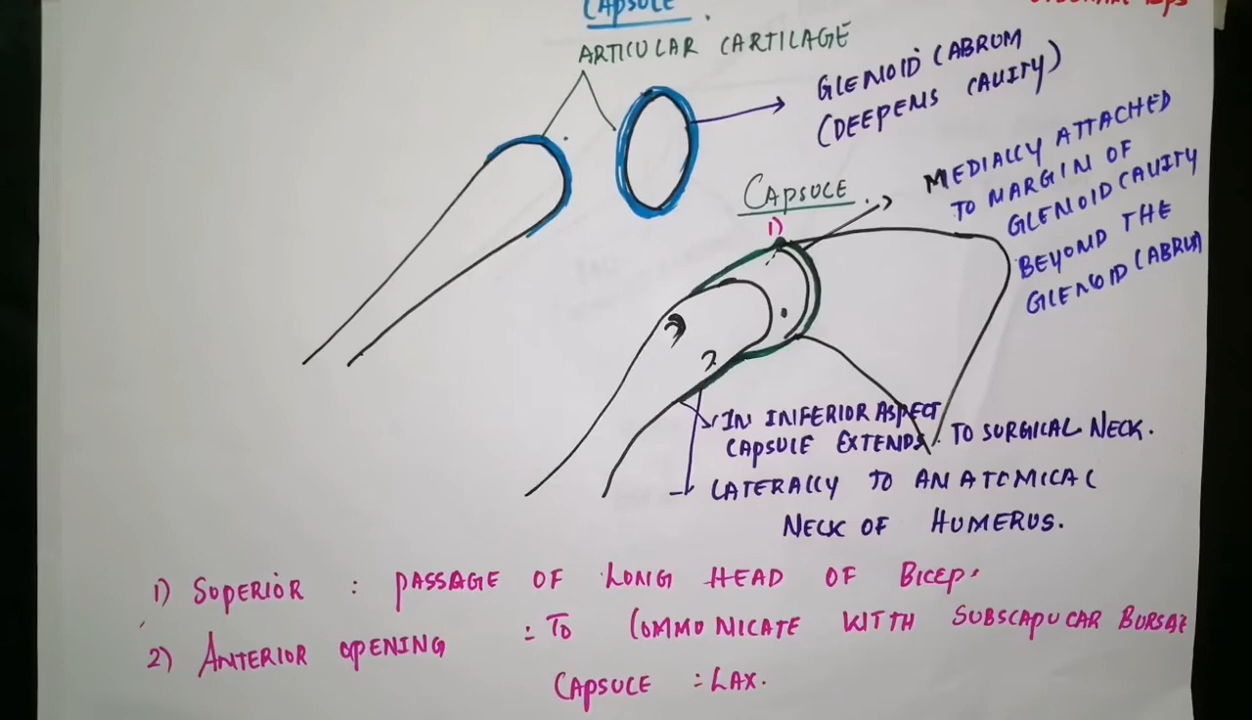 CAPSULE.
ARTICULAR CARTILAGE
GLENOID LABRUM
(DEEPENS CAVITY)
CAPSULE.
MEDIALLY ATTACHED
TO MARGIN OF
GLENOID CAVITY
BEYOND THE
GLENOID LABRUM
1)
2
IN INFERIOR ASPECT
CAPSULE EXTENDS TO SURGICAL NECK.
LATERALLY TO ANATOMICAL
NECK OF HUMERUS.
1) SUPERIOR : PASSAGE OF LONG HEAD OF BICEP.
2) ANTERIOR OPENING : TO COMMUNICATE WITH SUBSCAPULAR BURSAE
CAPSULE : LAX.